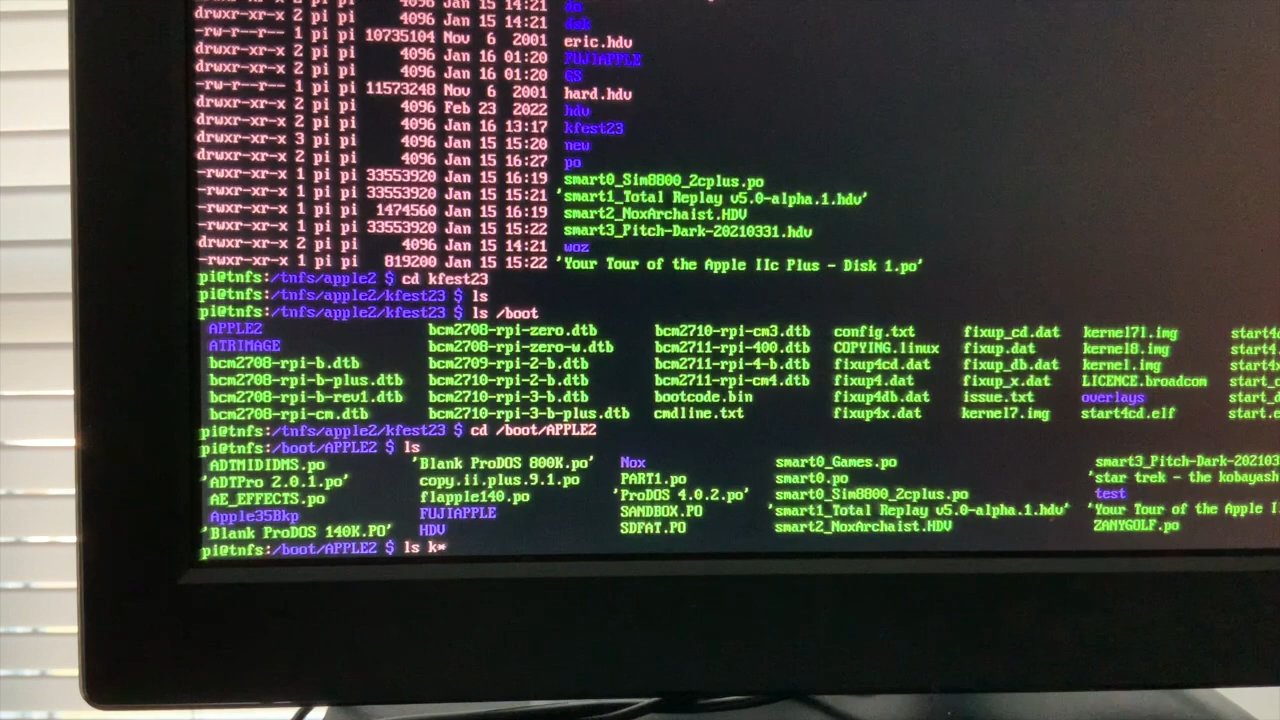 drwxr-xr-x 2 pi pi 4096 Jan 15 14:21 dn
drwxr-xr-x 2 pi pi 4096 Jan 15 14:21 dsk
-rw-r--r-- 1 pi pi 10735104 Nov 6 2001 eric.hdv
drwxr-xr-x 2 pi pi 4096 Jan 16 01:20 FUJIAPPLE
drwxr-xr-x 2 pi pi 4096 Jan 16 01:20 GS
-rw-r--r-- 1 pi pi 11573248 Nov 6 2001 hard.hdv
drwxr-xr-x 2 pi pi 4096 Feb 23 2022 hdv
drwxr-xr-x 2 pi pi 4096 Jan 16 13:17 kfest23
drwxr-xr-x 3 pi pi 4096 Jan 15 15:20 new
drwxr-xr-x 2 pi pi 4096 Jan 15 16:27 po
-rwxr-xr-x 1 pi pi 33553920 Jan 15 16:19 smart0_Sim8800_2cplus.po
-rwxr-xr-x 1 pi pi 33553920 Jan 15 15:21 'smart1_Total Replay v5.0-alpha.1.hdv'
-rwxr-xr-x 1 pi pi 1474560 Jan 15 16:19 smart2_NoxArchaist.HDV
-rwxr-xr-x 1 pi pi 33553920 Jan 15 15:22 smart3_Pitch-Dark-20210331.hdv
drwxr-xr-x 2 pi pi 4096 Jan 15 14:21 woz
-rwxr-xr-x 1 pi pi 819200 Jan 15 15:22 'Your Tour of the Apple IIc Plus - Disk 1.po'
pi@tnfs:/tnfs/apple2 $ cd kfest23
pi@tnfs:/tnfs/apple2/kfest23 $ ls
pi@tnfs:/tnfs/apple2/kfest23 $ ls /boot
APPLE2 bcm2708-rpi-zero.dtb bcm2710-rpi-cm3.dtb config.txt fixup_cd.dat kernel7l.img start4
ATRIMAGE bcm2708-rpi-zero-w.dtb bcm2711-rpi-400.dtb COPYING.linux fixup.dat kernel8.img start4
bcm2708-rpi-b.dtb bcm2709-rpi-2-b.dtb bcm2711-rpi-4-b.dtb fixup4cd.dat fixup_db.dat kernel.img start4
bcm2708-rpi-b-plus.dtb bcm2710-rpi-2-b.dtb bcm2711-rpi-cm4.dtb fixup4.dat fixup_x.dat LICENCE.broadcom start_c
bcm2708-rpi-b-rev1.dtb bcm2710-rpi-3-b.dtb bootcode.bin fixup4db.dat issue.txt overlays start_d
bcm2708-rpi-cm.dtb bcm2710-rpi-3-b-plus.dtb cmdline.txt fixup4x.dat kernel7.img start4cd.elf start.e
pi@tnfs:/tnfs/apple2/kfest23 $ cd /boot/APPLE2
pi@tnfs:/boot/APPLE2 $ ls
ADTMIDIDMS.po 'Blank ProDOS 800K.po' Nox smart0_Games.po smart3_Pitch-Dark-202103
'ADTPro 2.0.1.po' copy.ii.plus.9.1.po PART1.po smart0.po 'star trek - the kobayash
AE_EFFECTS.po flapple140.po 'ProDOS 4.0.2.po' smart0_Sim8800_2cplus.po test
Apple35Bkp FUJIAPPLE SANDBOX.PO 'smart1_Total Replay v5.0-alpha.1.hdv' 'Your Tour of the Apple I
'Blank ProDOS 140K.PO' HDV SDFAT.PO smart2_NoxArchaist.HDV ZANYGOLF.po
pi@tnfs:/boot/APPLE2 $ ls k*